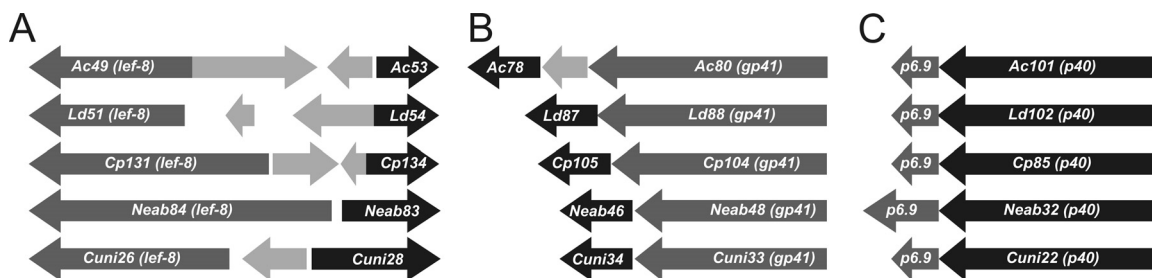 A B C
Ac49 (lef-8) Ac53 Ac78 Ac80 (gp41) p6.9 Ac101 (p40)
Ld51 (lef-8) Ld54 Ld87 Ld88 (gp41) p6.9 Ld102 (p40)
Cp131 (lef-8) Cp134 Cp105 Cp104 (gp41) p6.9 Cp85 (p40)
Neab84 (lef-8) Neab83 Neab46 Neab48 (gp41) p6.9 Neab32 (p40)
Cuni26 (lef-8) Cuni28 Cuni34 Cuni33 (gp41) p6.9 Cuni22 (p40)